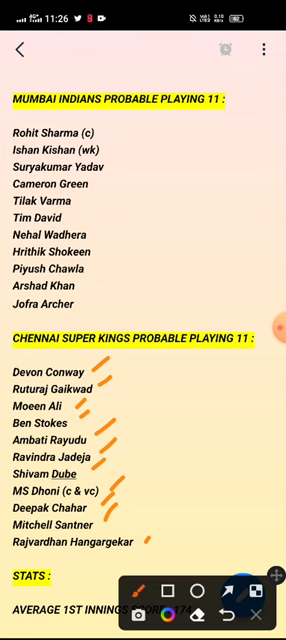 11:26
MUMBAI INDIANS PROBABLE PLAYING 11 :
Rohit Sharma (c)
Ishan Kishan (wk)
Suryakumar Yadav
Cameron Green
Tilak Varma
Tim David
Nehal Wadhera
Hrithik Shokeen
Piyush Chawla
Arshad Khan
Jofra Archer
CHENNAI SUPER KINGS PROBABLE PLAYING 11 :
Devon Conway
Ruturaj Gaikwad
Moeen Ali
Ben Stokes
Ambati Rayudu
Ravindra Jadeja
Shivam Dube
MS Dhoni (c & vc)
Deepak Chahar
Mitchell Santner
Rajvardhan Hangargekar
STATS :
AVERAGE 1ST INNINGS SCORE : 174